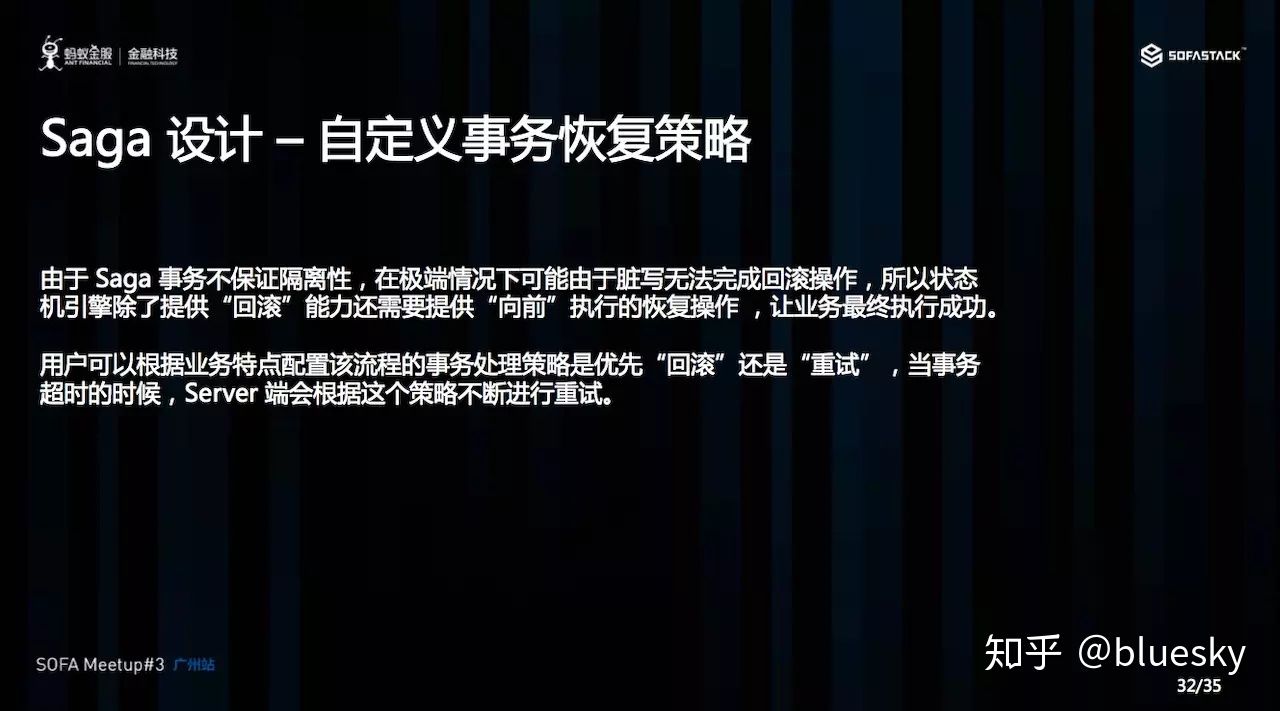 蚂蚁金服 金融科技
ANT FINANCIAL FINANCIAL TECHNOLOGY
SOFASTACK™
Saga 设计 – 自定义事务恢复策略
由于 Saga 事务不保证隔离性，在极端情况下可能由于脏写无法完成回滚操作，所以状态
机引擎除了提供“回滚”能力还需要提供“向前”执行的恢复操作 ，让业务最终执行成功。
用户可以根据业务特点配置该流程的事务处理策略是优先“回滚”还是“重试” ，当事务
超时的时候，Server 端会根据这个策略不断进行重试。
SOFA Meetup#3 广州站
知乎 @bluesky
32/35